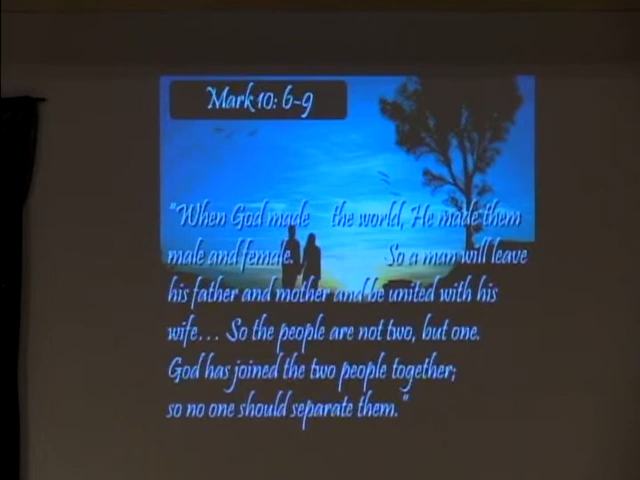 Mark 10: 6-9
"When God made the world, He made them
male and female. So a man will leave
his father and mother and be united with his
wife... So the people are not two, but one.
God has joined the two people together;
so no one should separate them."